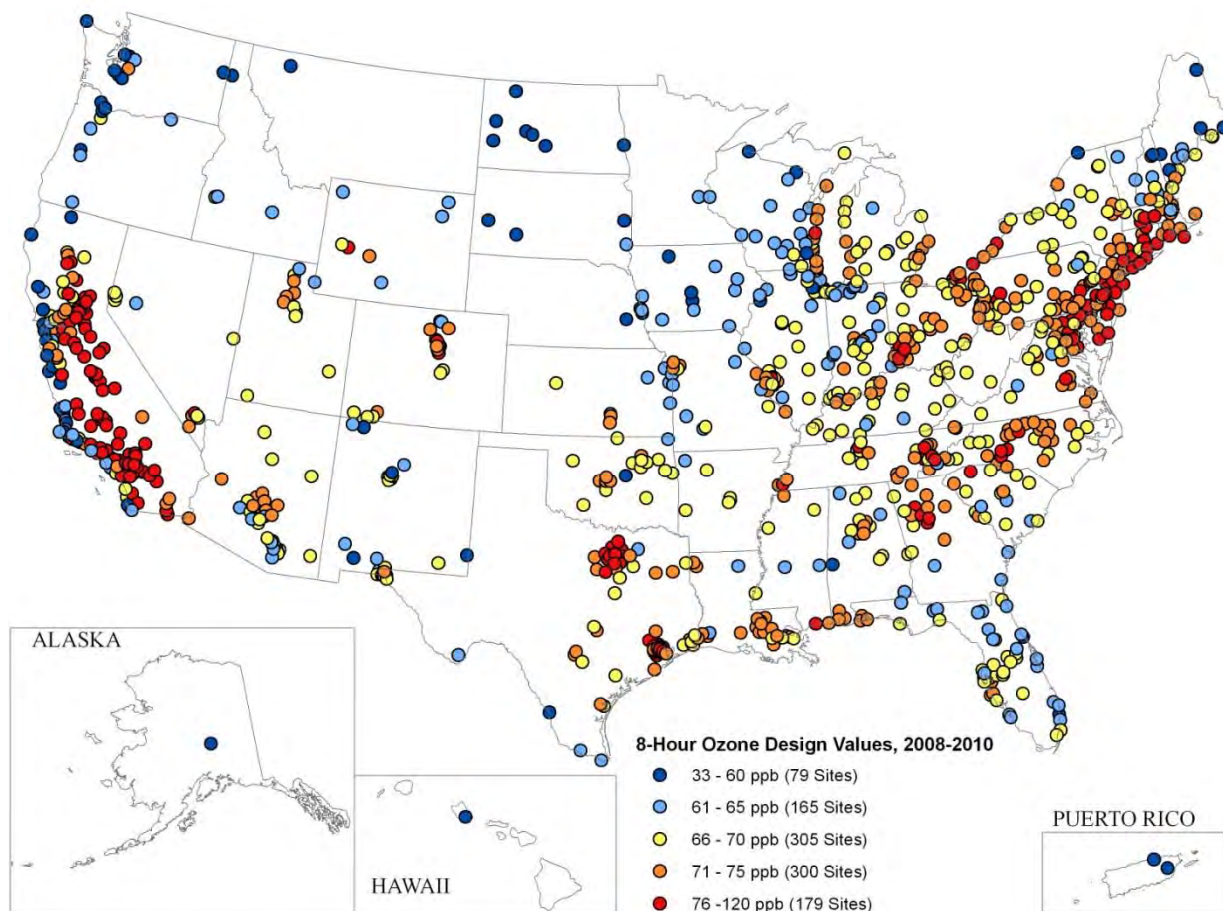 ALASKA
HAWAII
8-Hour Ozone Design Values, 2008-2010
33 - 60 ppb (79 Sites)
61 - 65 ppb (165 Sites)
66 - 70 ppb (305 Sites)
71 - 75 ppb (300 Sites)
76 -120 ppb (179 Sites)
PUERTO RICO